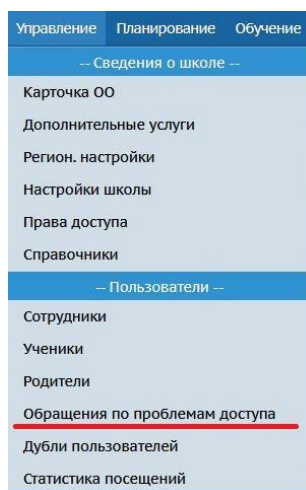 Управление Планирование Обучение
-- Сведения о школе --
Карточка ОО
Дополнительные услуги
Регион. настройки
Настройки школы
Права доступа
Справочники
-- Пользователи --
Сотрудники
Ученики
Родители
Обращения по проблемам доступа
Дубли пользователей
Статистика посещений